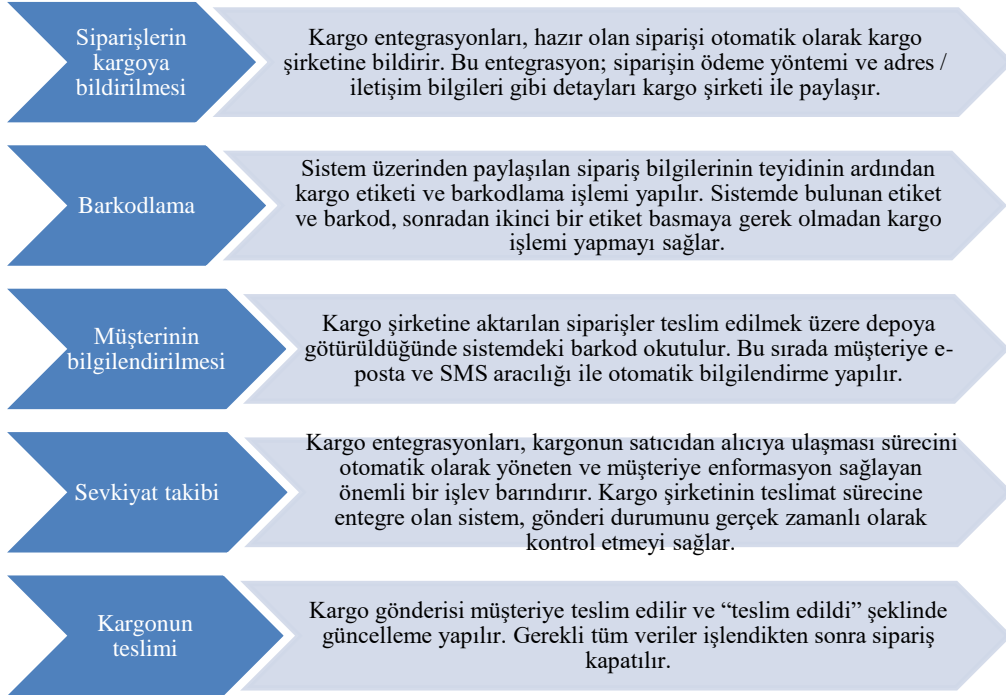 Siparişlerin
kargoya
bildirilmesi
Kargo entegrasyonları, hazır olan siparişi otomatik olarak kargo
şirketine bildirir. Bu entegrasyon; siparişin ödeme yöntemi ve adres /
iletişim bilgileri gibi detayları kargo şirketi ile paylaşır.
Barkodlama
Sistem üzerinden paylaşılan sipariş bilgilerinin teyidinin ardından
kargo etiketi ve barkodlama işlemi yapılır. Sistemde bulunan etiket
ve barkod, sonradan ikinci bir etiket basmaya gerek olmadan kargo
işlemi yapmayı sağlar.
Müşterinin
bilgilendirilmesi
Kargo şirketine aktarılan siparişler teslim edilmek üzere depoya
götürüldüğünde sistemdeki barkod okutulur. Bu sırada müşteriye e-
posta ve SMS aracılığı ile otomatik bilgilendirme yapılır.
Sevkiyat takibi
Kargo entegrasyonları, kargonun satıcıdan alıcıya ulaşması sürecini
otomatik olarak yöneten ve müşteriye enformasyon sağlayan
önemli bir işlev barındırır. Kargo şirketinin teslimat sürecine
entegre olan sistem, gönderi durumunu gerçek zamanlı olarak
kontrol etmeyi sağlar.
Kargonun
teslimi
Kargo gönderisi müşteriye teslim edilir ve “teslim edildi” şeklinde
güncelleme yapılır. Gerekli tüm veriler işlendikten sonra sipariş
kapatılır.